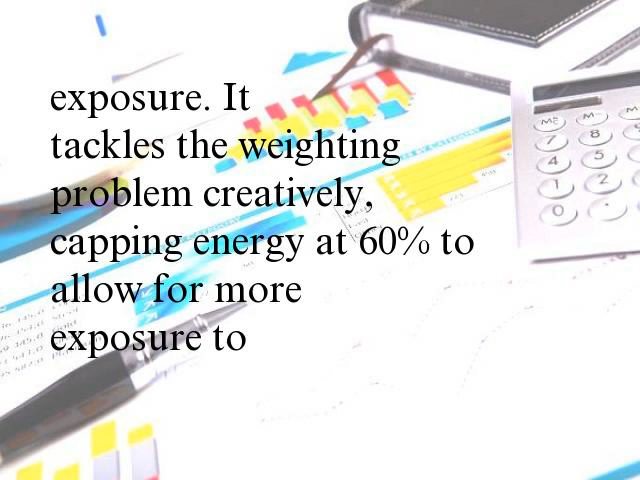 exposure. It
tackles the weighting
problem creatively,
capping energy at 60% to
allow for more
exposure to